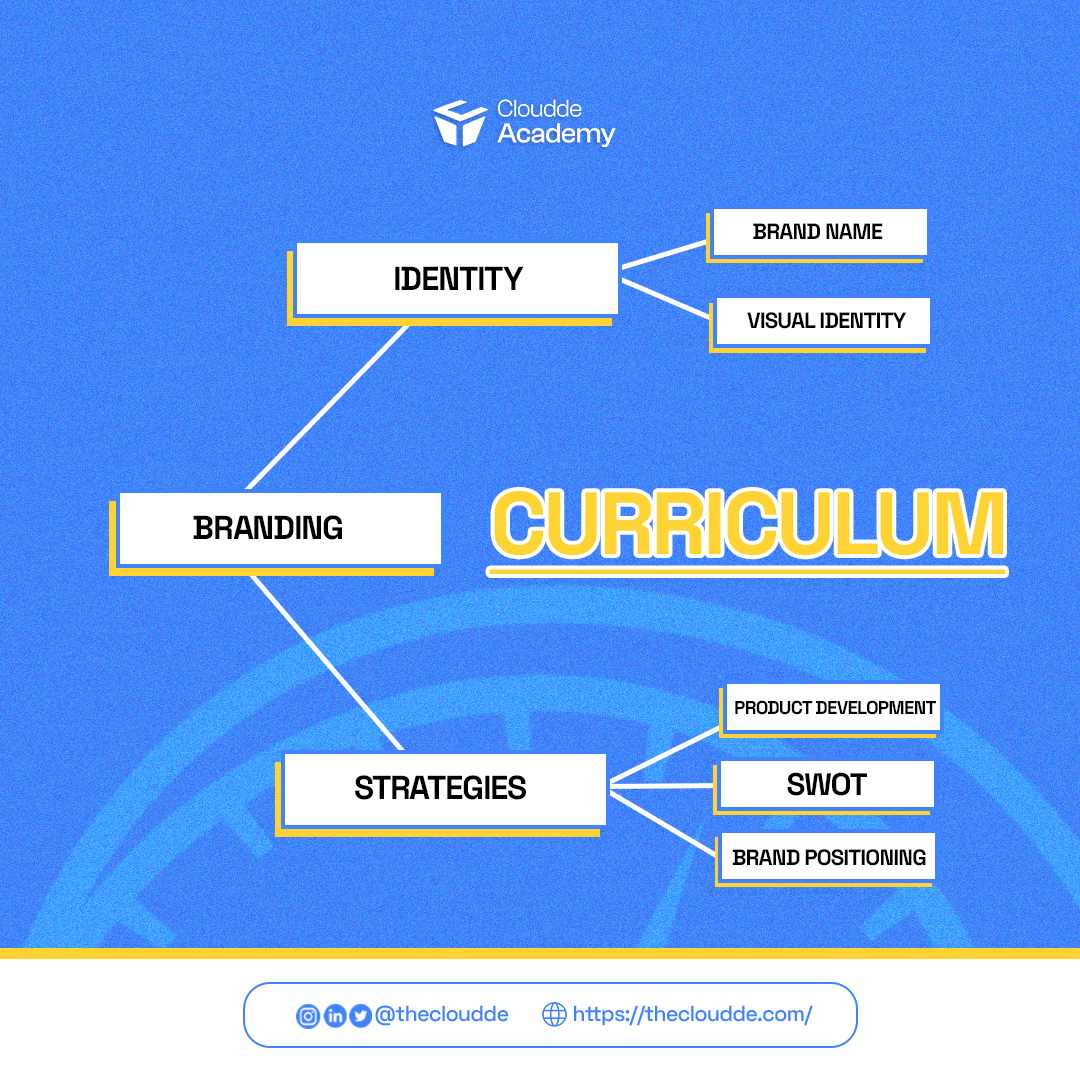 Cloudde
Academy
IDENTITY
BRAND NAME
VISUAL IDENTITY
BRANDING
CURRICULUM
STRATEGIES
PRODUCT DEVELOPMENT
SWOT
BRAND POSITIONING
@thecloudde
https://thecloudde.com/